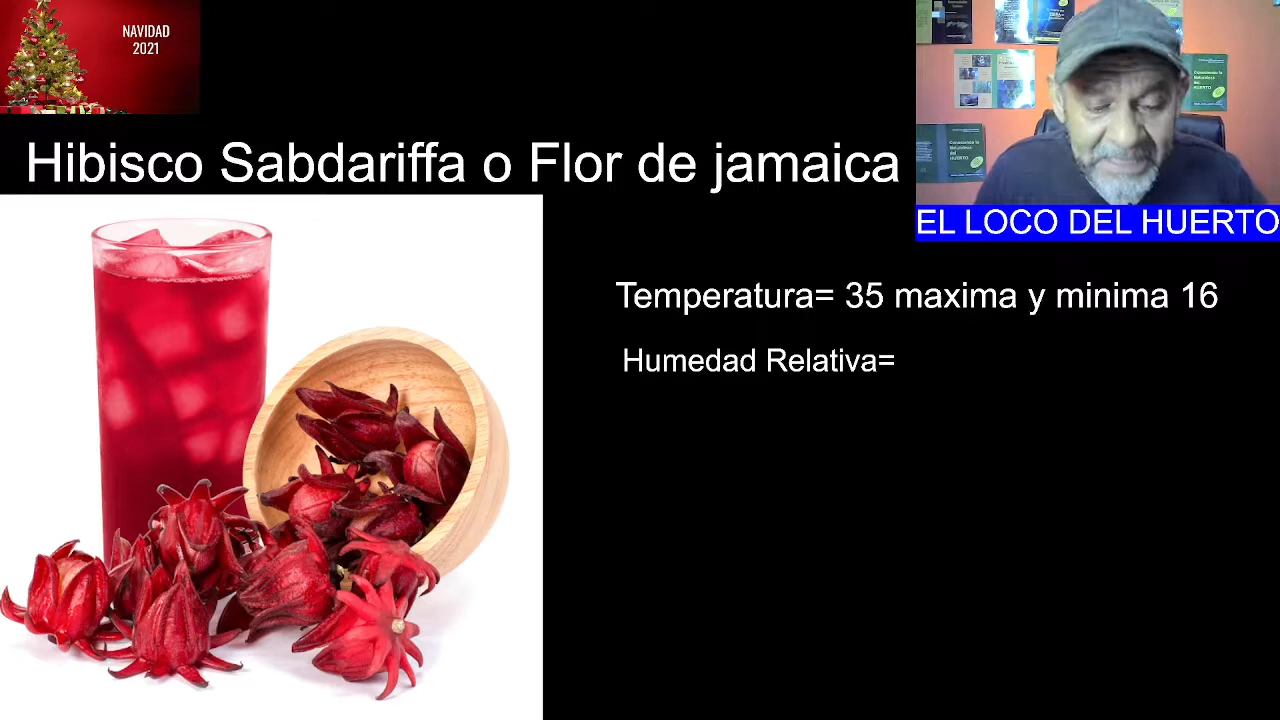 NAVIDAD
2021
Hibisco Sabdariffa o Flor de jamaica
EL LOCO DEL HUERTO
Temperatura= 35 maxima y minima 16
Humedad Relativa=